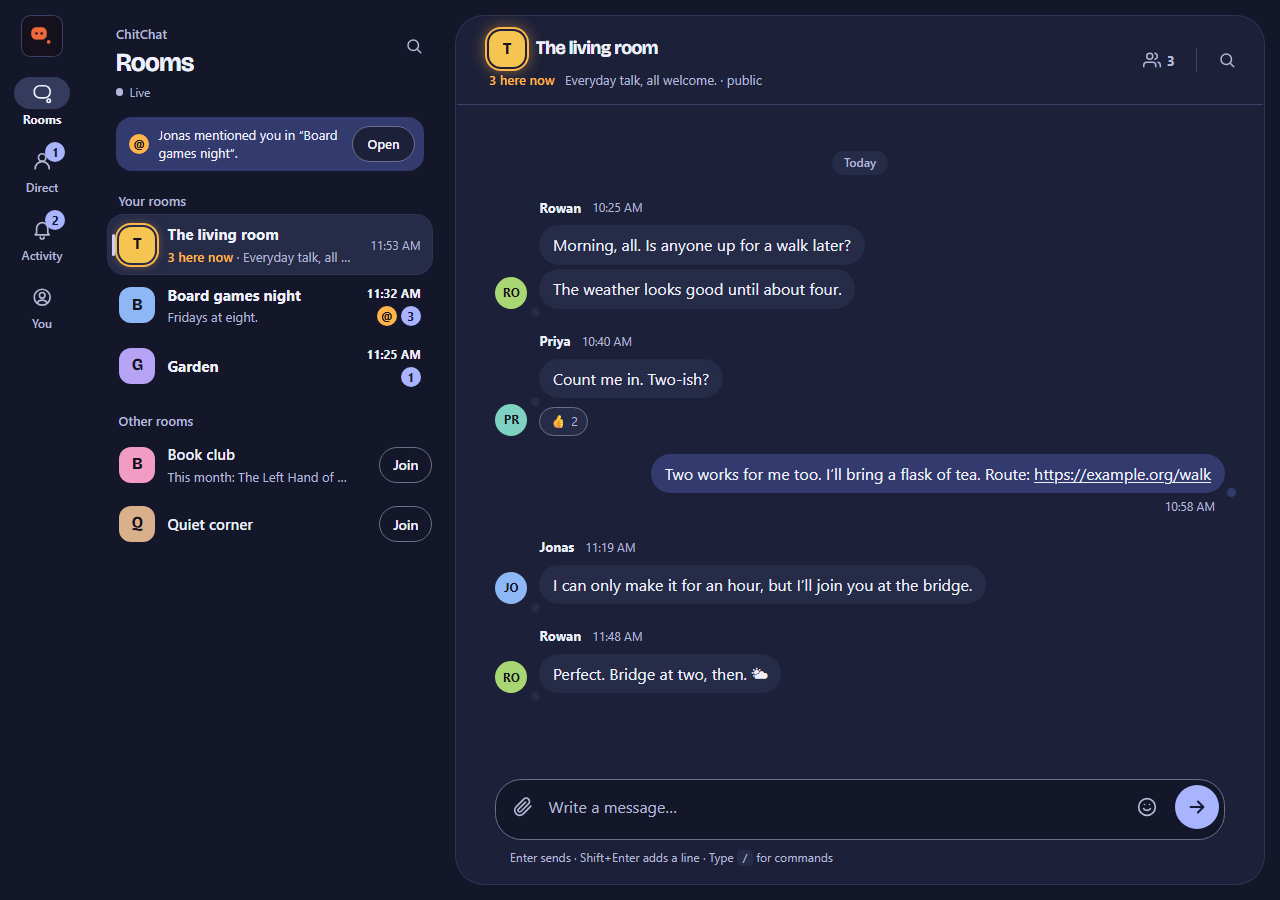 ChitChat
Rooms
Live
Rooms
1
Direct
2
Activity
You
@ Jonas mentioned you in “Board
games night”.
Open
Your rooms
T The living room
3 here now · Everyday talk, all ...
11:53 AM
B Board games night
11:32 AM
Fridays at eight.
@ 3
G Garden
11:25 AM
1
Other rooms
B Book club
This month: The Left Hand of ...
Join
Q Quiet corner
Join
T The living room
3 here now Everyday talk, all welcome. · public
3
Today
Rowan 10:25 AM
Morning, all. Is anyone up for a walk later?
RO The weather looks good until about four.
Priya 10:40 AM
Count me in. Two-ish?
PR 👍 2
Two works for me too. I’ll bring a flask of tea. Route: https://example.org/walk
10:58 AM
Jonas 11:19 AM
JO I can only make it for an hour, but I’ll join you at the bridge.
Rowan 11:48 AM
RO Perfect. Bridge at two, then. 🌥️
Write a message...
Enter sends · Shift+Enter adds a line · Type / for commands